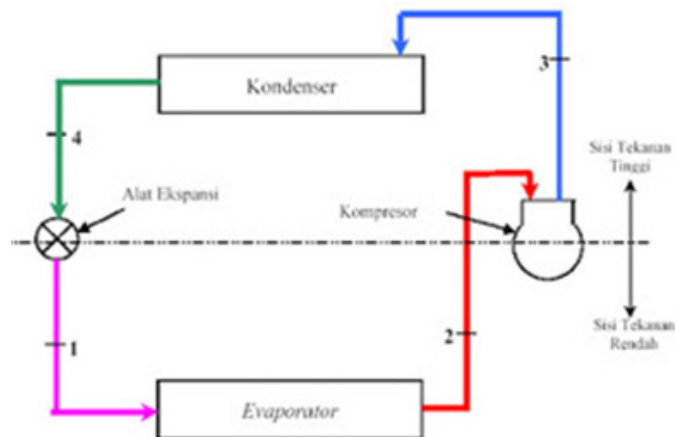 Kondenser
3
4
Sisi Tekanan
Tinggi
Alat Ekspansi
Kompresor
Sisi Tekanan
Rendah
1
2
Evaporator